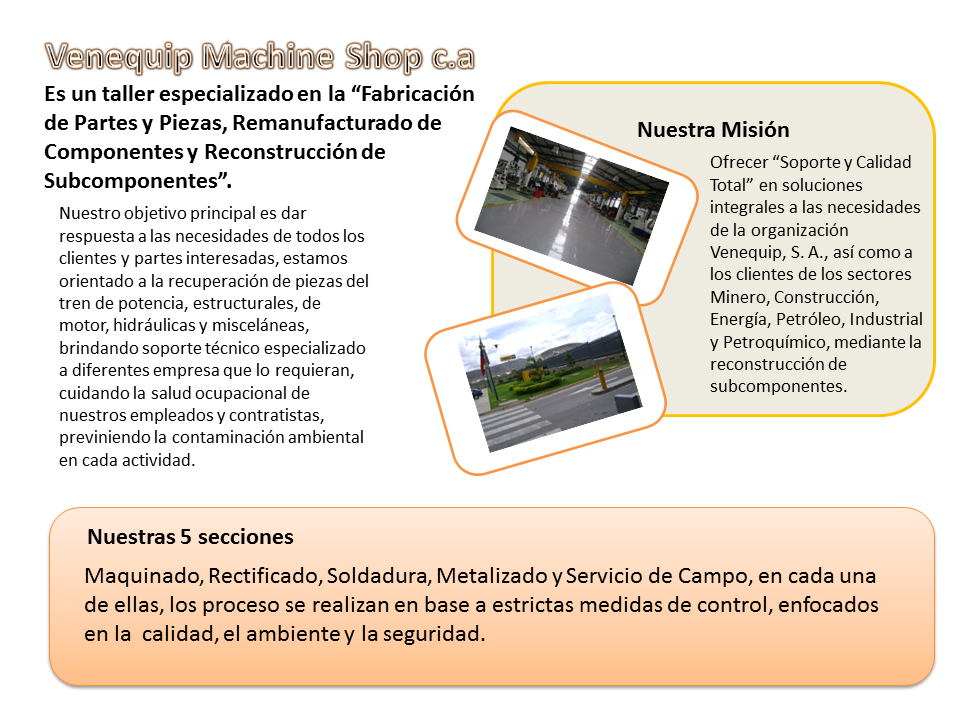 Venequip Machine Shop c.a
Es un taller especializado en la “Fabricación
de Partes y Piezas, Remanufacturado de
Componentes y Reconstrucción de
Subcomponentes”.
Nuestro objetivo principal es dar
respuesta a las necesidades de todos los
clientes y partes interesadas, estamos
orientado a la recuperación de piezas del
tren de potencia, estructurales, de
motor, hidráulicas y misceláneas,
brindando soporte técnico especializado
a diferentes empresa que lo requieran,
cuidando la salud ocupacional de
nuestros empleados y contratistas,
previniendo la contaminación ambiental
en cada actividad.
Nuestra Misión
Ofrecer “Soporte y Calidad
Total” en soluciones
integrales a las necesidades
de la organización
Venequip, S. A., así como a
los clientes de los sectores
Minero, Construcción,
Energía, Petróleo, Industrial
y Petroquímico, mediante la
reconstrucción de
subcomponentes.
Nuestras 5 secciones
Maquinado, Rectificado, Soldadura, Metalizado y Servicio de Campo, en cada una
de ellas, los proceso se realizan en base a estrictas medidas de control, enfocados
en la  calidad, el ambiente y la seguridad.